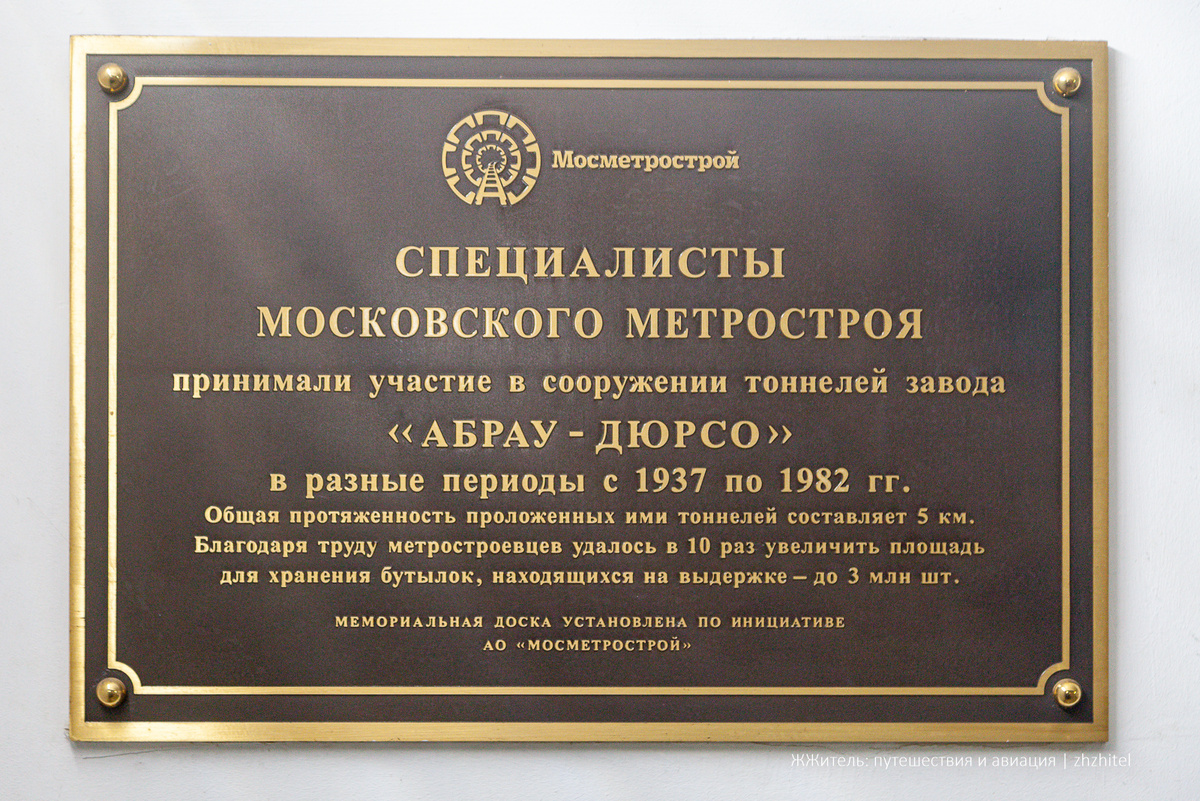 Мосметрострой
СПЕЦИАЛИСТЫ
МОСКОВСКОГО МЕТРОСТРОЯ
принимали участие в сооружении тоннелей завода
«АБРАУ - ДЮРСО»
в разные периоды с 1937 по 1982 гг.
Общая протяженность проложенных ими тоннелей составляет 5 км.
Благодаря труду метростроевцев удалось в 10 раз увеличить площадь
для хранения бутылок, находящихся на выдержке – до 3 млн шт.
МЕМОРИАЛЬНАЯ ДОСКА УСТАНОВЛЕНА ПО ИНИЦИАТИВЕ
АО «МОСМЕТРОСТРОЙ»
ЖЖитель: путешествия и авиация | zhzhitel